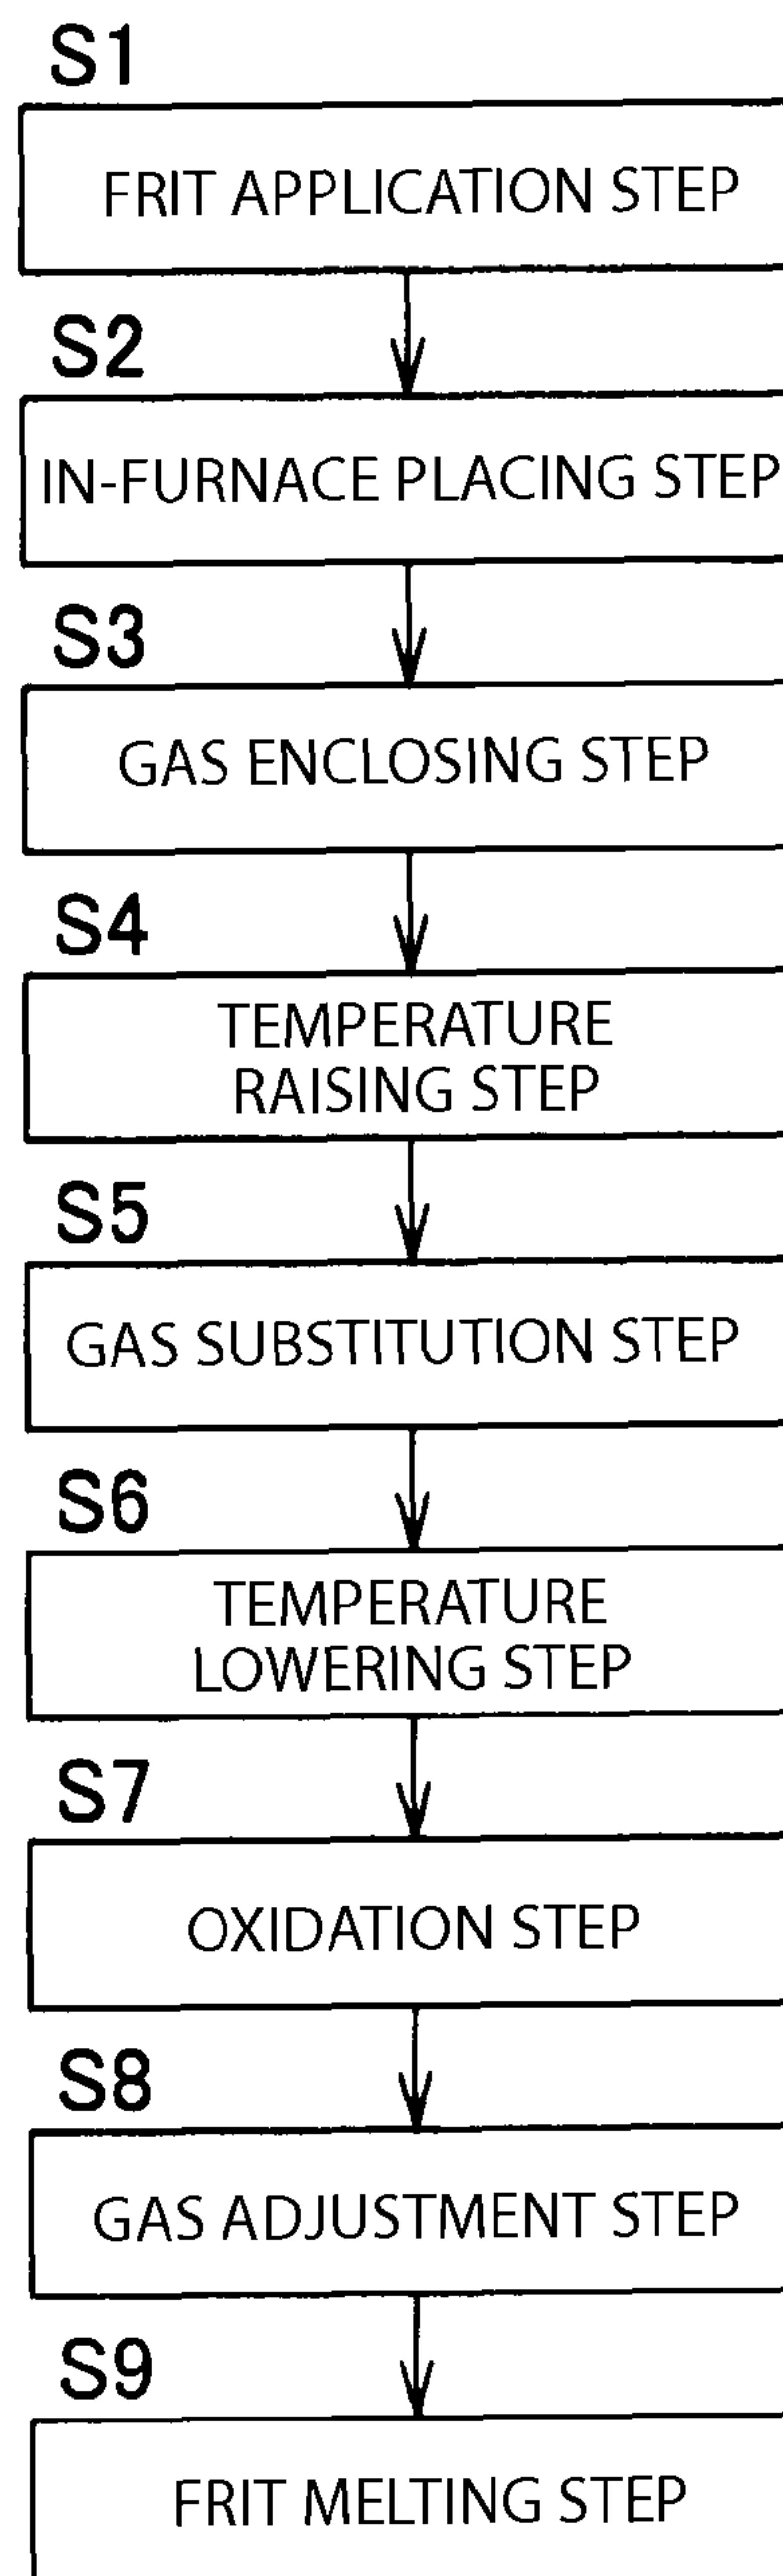 S1
FRIT APPLICATION STEP
S2
IN-FURNACE PLACING STEP
S3
GAS ENCLOSING STEP
S4
TEMPERATURE
RAISING STEP
S5
GAS SUBSTITUTION STEP
S6
TEMPERATURE
LOWERING STEP
S7
OXIDATION STEP
S8
GAS ADJUSTMENT STEP
S9
FRIT MELTING STEP